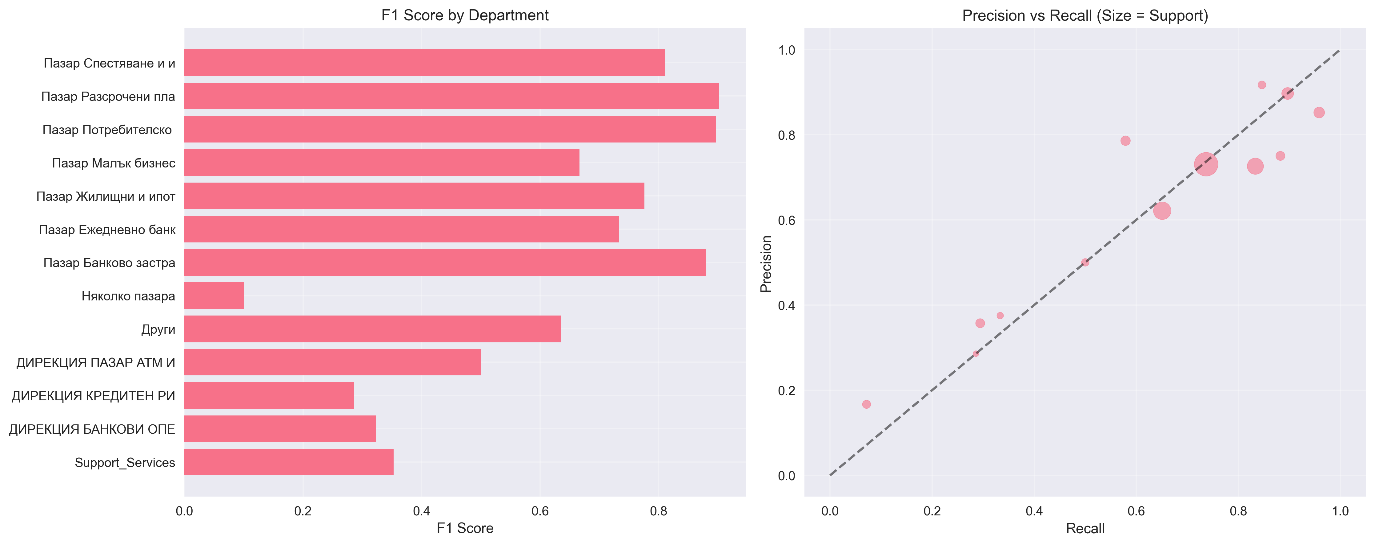 F1 Score by Department
Пазар Спестяване и и
Пазар Разсрочени пла
Пазар Потребителско
Пазар Малък бизнес
Пазар Жилищни и ипот
Пазар Ежедневно банк
Пазар Банково застра
Няколко пазара
Други
ДИРЕКЦИЯ ПАЗАР АТМ И
ДИРЕКЦИЯ КРЕДИТЕН РИ
ДИРЕКЦИЯ БАНКОВИ ОПЕ
Support_Services
0.0 0.2 0.4 0.6 0.8
F1 Score
Precision vs Recall (Size = Support)
Precision
1.0
0.8
0.6
0.4
0.2
0.0
0.0 0.2 0.4 0.6 0.8 1.0
Recall